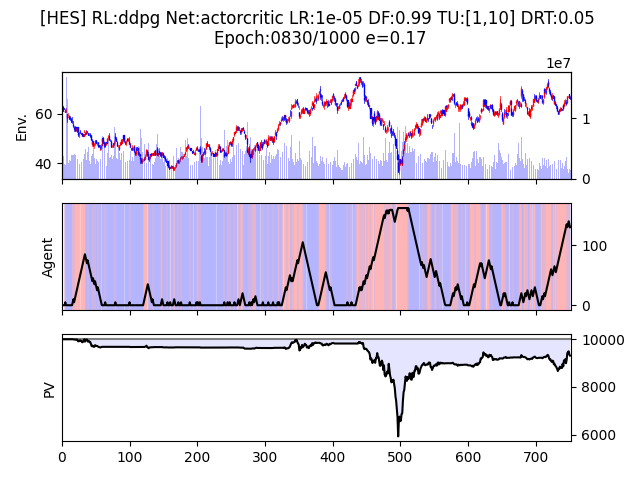 [HES] RL:ddpg Net:actorcritic LR:1e-05 DF:0.99 TU:[1,10] DRT:0.05
Epoch:0830/1000 e=0.17
1e7
Env.
60
40
1
0
Agent
100
0
PV
10000
8000
6000
0 100 200 300 400 500 600 700